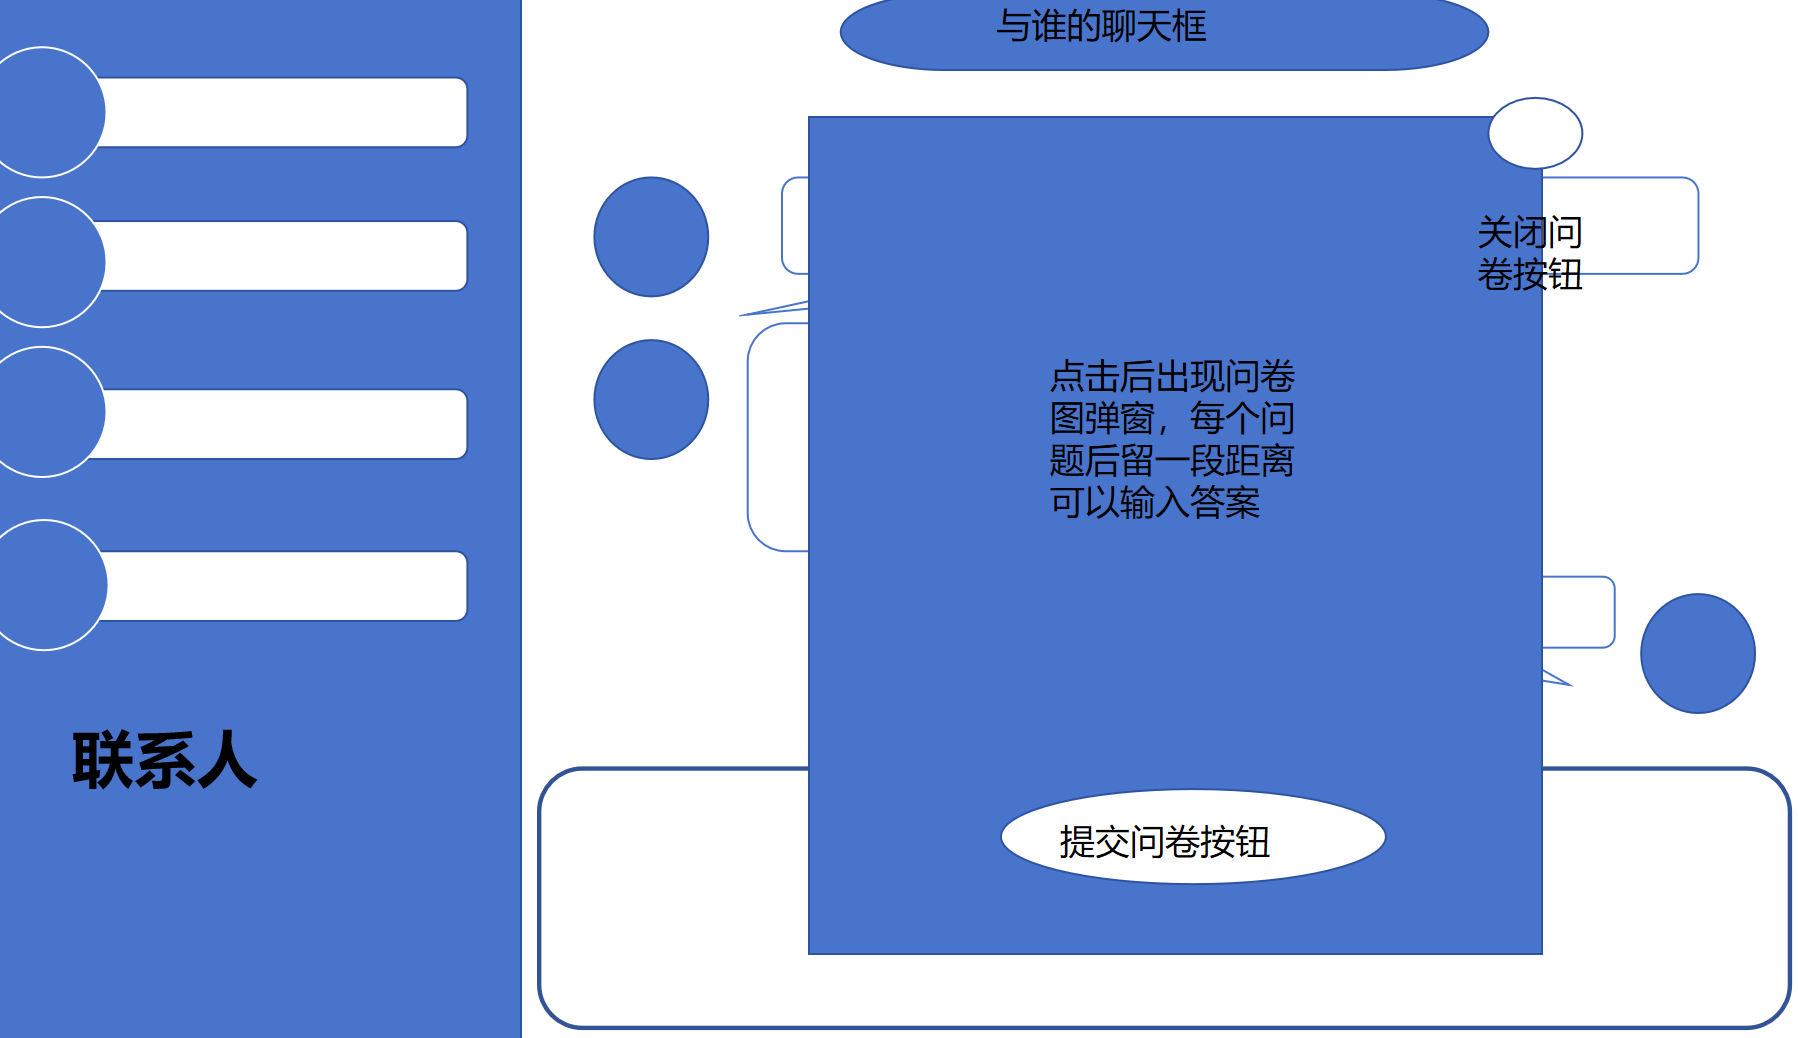 与谁的聊天框
关闭问
卷按钮
点击后出现问卷
图弹窗，每个问
题后留一段距离
可以输入答案
联系人
提交问卷按钮